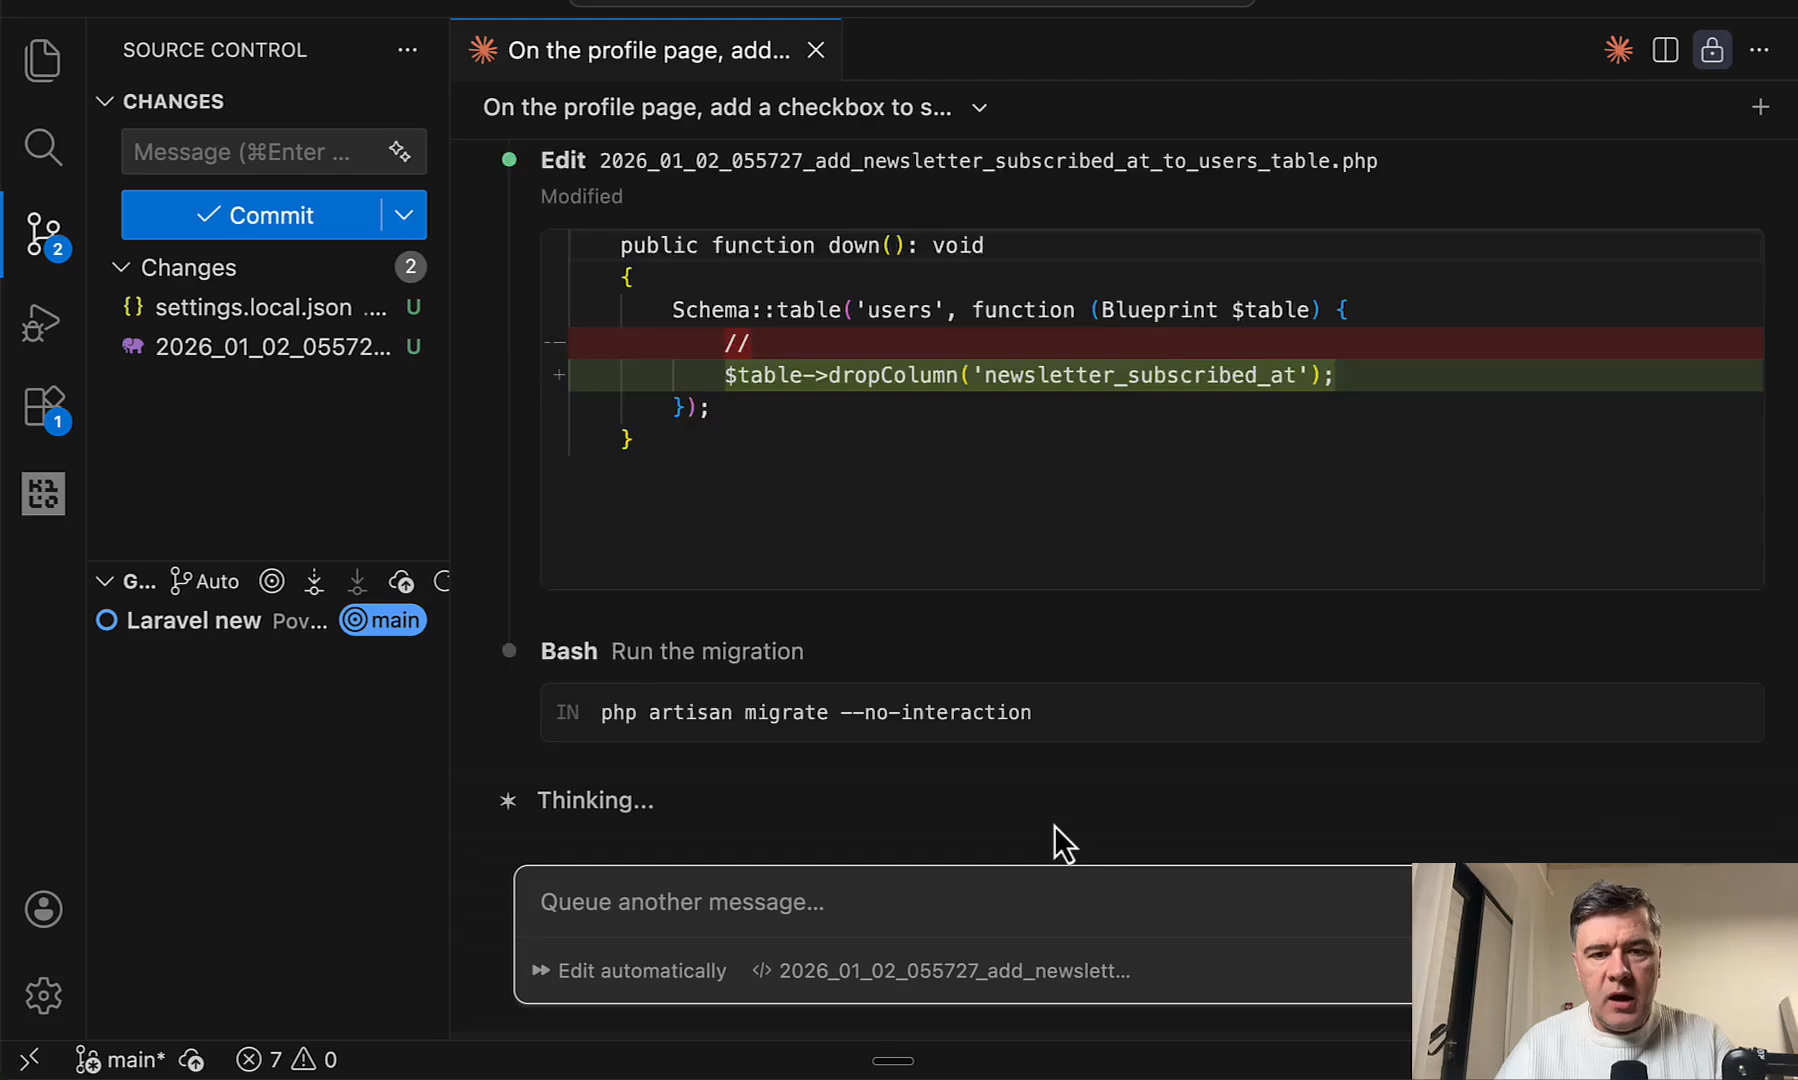 SOURCE CONTROL
CHANGES
Message (⌘Enter ...
Commit
Changes
2
settings.local.json ....
U
2026_01_02_05572...
U
2
1
G...
Auto
Laravel new Pov...
main
On the profile page, add...
On the profile page, add a checkbox to s...
Edit 2026_01_02_055727_add_newsletter_subscribed_at_to_users_table.php
Modified
public function down(): void
{
Schema::table('users', function (Blueprint $table) {
//
$table->dropColumn('newsletter_subscribed_at');
});
}
Bash Run the migration
IN php artisan migrate --no-interaction
Thinking...
Queue another message...
Edit automatically
2026_01_02_055727_add_newslett...
main*
7
0